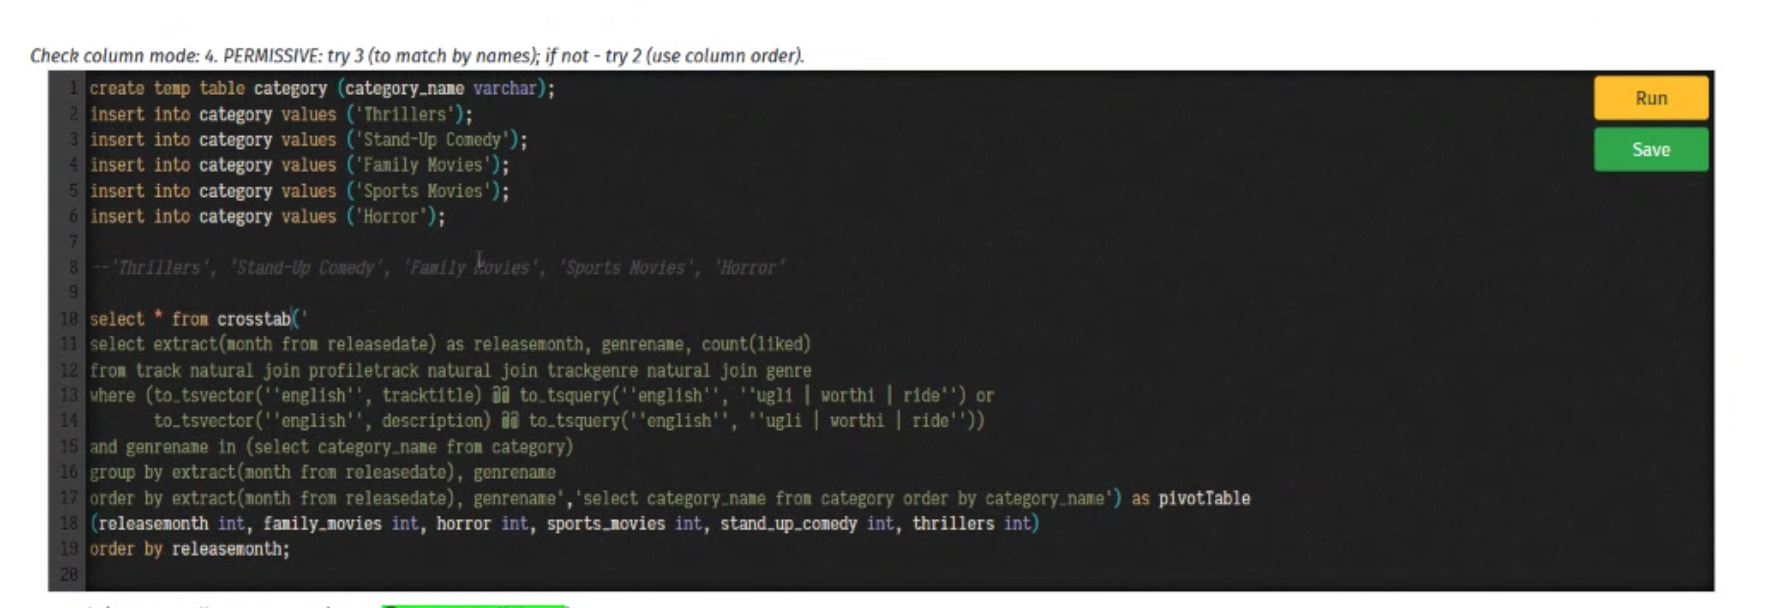 Check column mode: 4. PERMISSIVE: try 3 (to match by names); if not - try 2 (use column order).
1 create temp table category (category_name varchar);
2 insert into category values ('Thrillers');
3 insert into category values ('Stand-Up Comedy');
4 insert into category values ('Family Movies');
5 insert into category values ('Sports Movies');
6 insert into category values ('Horror');
7
8 --'Thrillers', 'Stand-Up Comedy', 'Family Movies', 'Sports Movies', 'Horror'
9
10 select * from crosstab('
11 select extract(month from releasedate) as releasemonth, genrename, count(liked)
12 from track natural join profiletrack natural join trackgenre natural join genre
13 where (to_tsvector(''english'', tracktitle) @@ to_tsquery(''english'', ''ugli | worthi | ride'') or
14 to_tsvector(''english'', description) @@ to_tsquery(''english'', ''ugli | worthi | ride''))
15 and genrename in (select category_name from category)
16 group by extract(month from releasedate), genrename
17 order by extract(month from releasedate), genrename','select category_name from category order by category_name') as pivotTable
18 (releasemonth int, family_movies int, horror int, sports_movies int, stand_up_comedy int, thrillers int)
19 order by releasemonth;
20
Run
Save